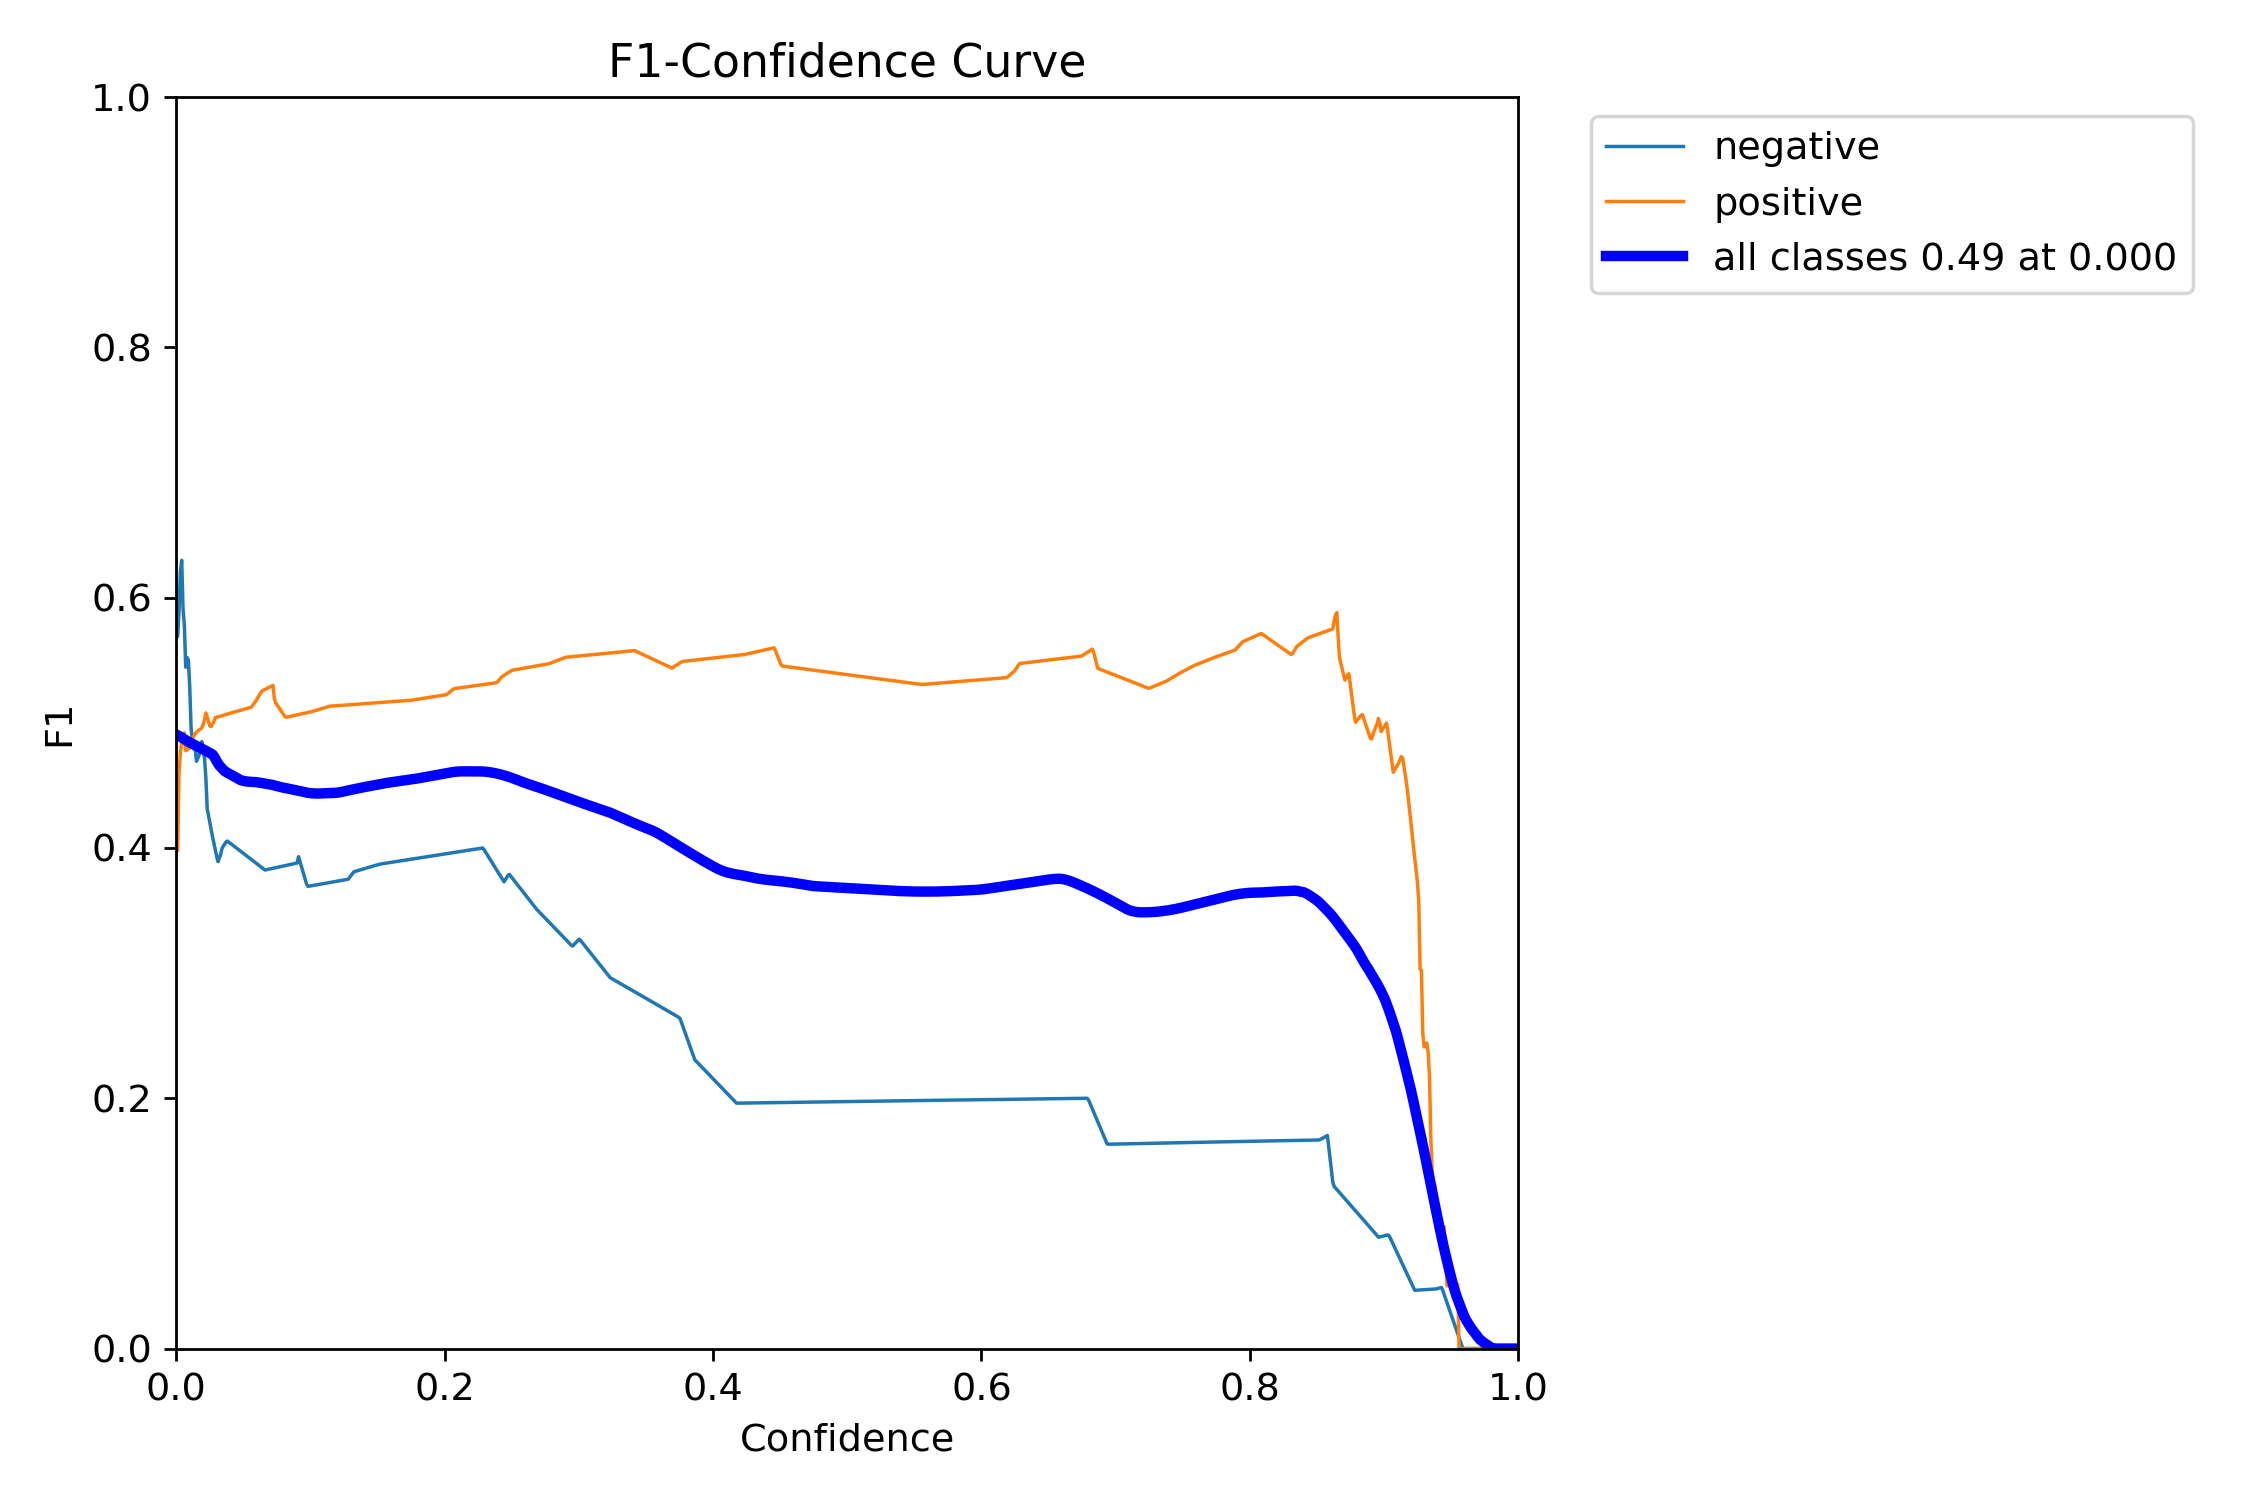 F1-Confidence Curve
1.0
0.8
0.6
0.4
0.2
0.0
F1
0.0 0.2 0.4 0.6 0.8 1.0
Confidence
negative
positive
all classes 0.49 at 0.000